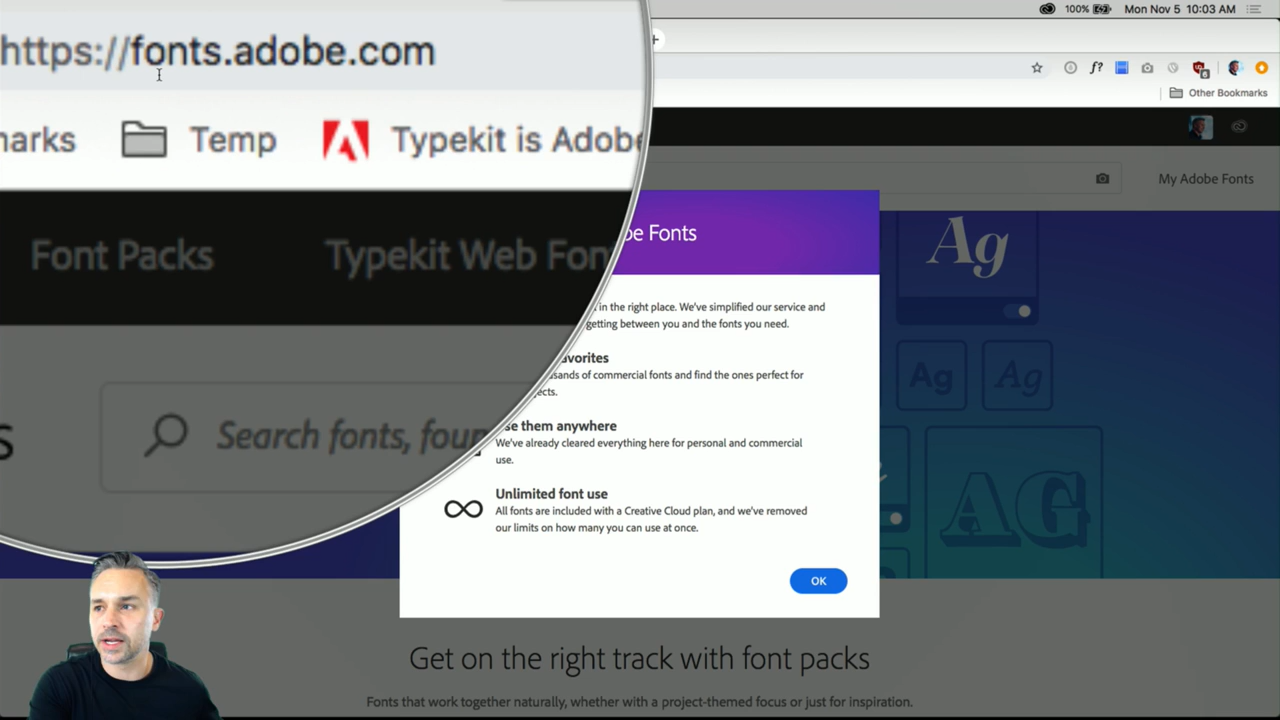 100%
Mon Nov 5 10:03 AM
https://fonts.adobe.com
f?
6
Other Bookmarks
Temp
Typekit is Adobe
Font Packs
Typekit Web Fon
Search fonts, foun
My Adobe Fonts
Fonts
in the right place. We've simplified our service and
getting between you and the fonts you need.
avorites
sands of commercial fonts and find the ones perfect for
se them anywhere
We've already cleared everything here for personal and commercial
use.
Unlimited font use
All fonts are included with a Creative Cloud plan, and we've removed
our limits on how many you can use at once.
OK
Ag
Ag
Ag
AG
Get on the right track with font packs
Fonts that work together naturally, whether with a project-themed focus or just for inspiration.